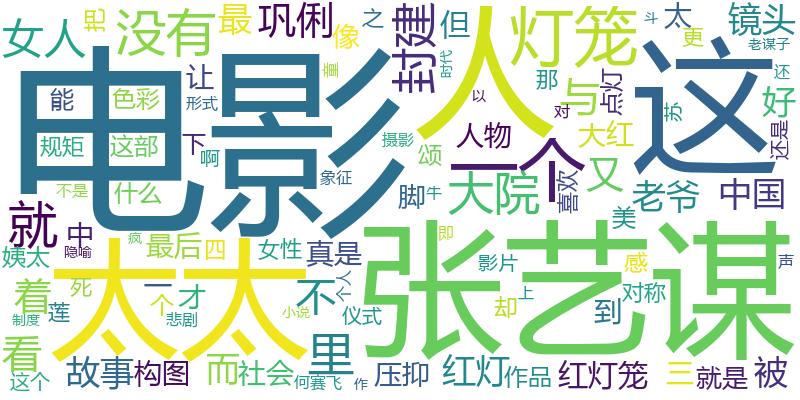 女人
把
没有
最
巩俐
像
之
封建
但
人
灯笼
太
更
斗
镜头
老谋子
还
电影
让
能
色彩
形式
童
时代
那
与
点灯
这
好
以
对
苏
还是
规矩
这部
下
啊
摄影
颂
人物
大红
一个
喜欢
又
什么
象征
脚
牛
大院
老爷
中国
不是
就
中
隐喻
疯
最后
四
女性
真是
即
美
姨太
太太
张艺谋
影片
感
声
着
死
一
个
才
不
个人
却
上
到
对称
制度
莲
悲剧
小说
仪式
看
里
这个
故事
构图
而
社会
何赛飞
作
压抑
红灯
作品
红灯笼
三
就是
被